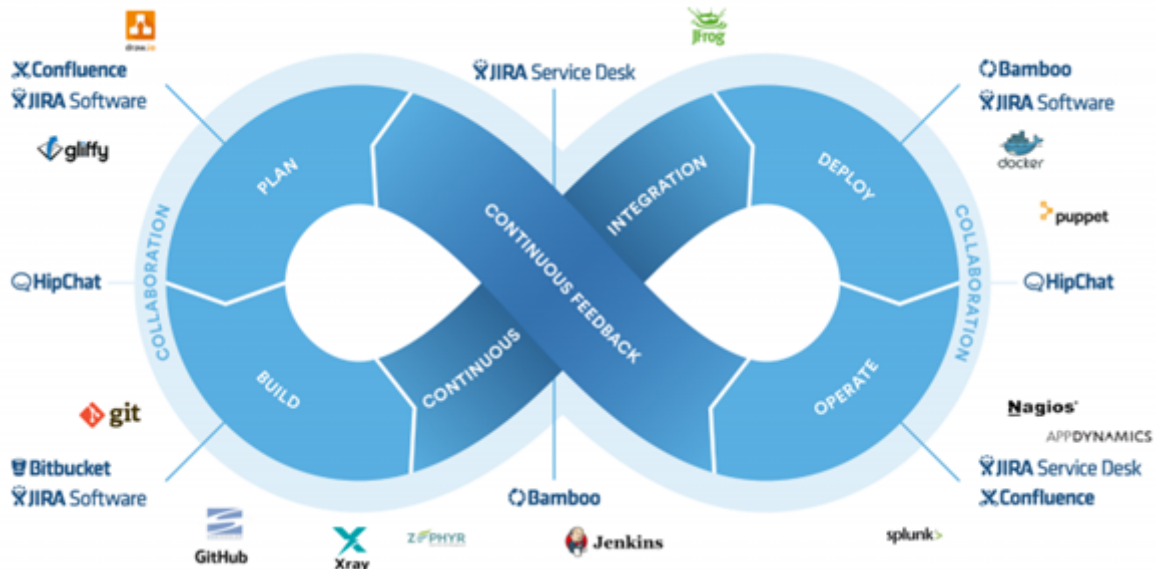 draw.io
JFrog
Confluence
JIRA Software
gliffy
JIRA Service Desk
Bamboo
JIRA Software
docker
puppet
PLAN
CONTINUOUS FEEDBACK
INTEGRATION
DEPLOY
COLLABORATION
COLLABORATION
HipChat
HipChat
BUILD
CONTINUOUS
OPERATE
git
Bitbucket
JIRA Software
Nagios®
APPDYNAMICS
JIRA Service Desk
Confluence
Bamboo
GitHub
Xray
ZEPHYR
Jenkins
splunk>